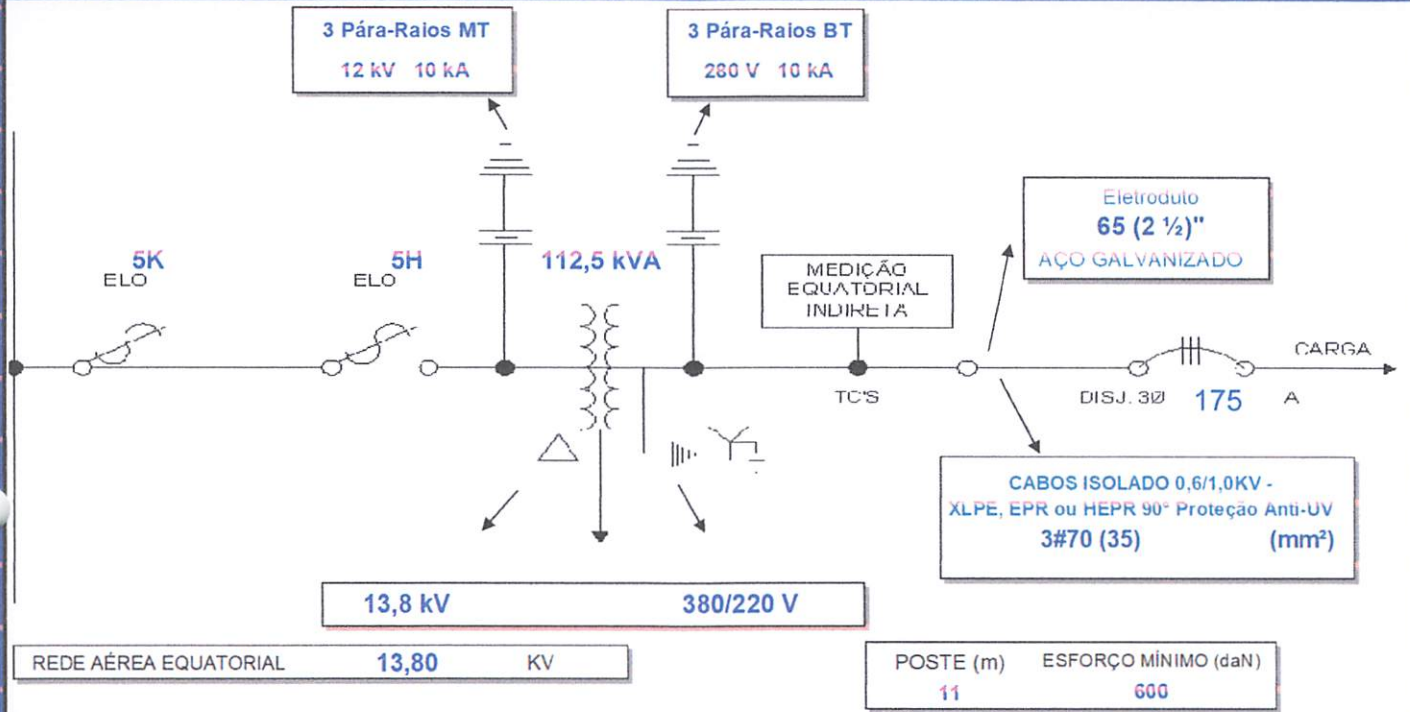 3 Pára-Raios MT
12 kV 10 kA
3 Pára-Raios BT
280 V 10 kA
Eletroduto
65 (2 ½)"
AÇO GALVANIZADO
5K
ELO
5H
ELO
112,5 kVA
MEDIÇÃO
EQUATORIAL
INDIRETA
TC'S
DISJ. 3Ø 175 A
CARGA
CABOS ISOLADO 0,6/1,0KV -
XLPE, EPR ou HEPR 90° Proteção Anti-UV
3#70 (35) (mm²)
13,8 kV 380/220 V
REDE AÉREA EQUATORIAL 13,80 KV
POSTE (m) ESFORÇO MÍNIMO (daN)
11 600